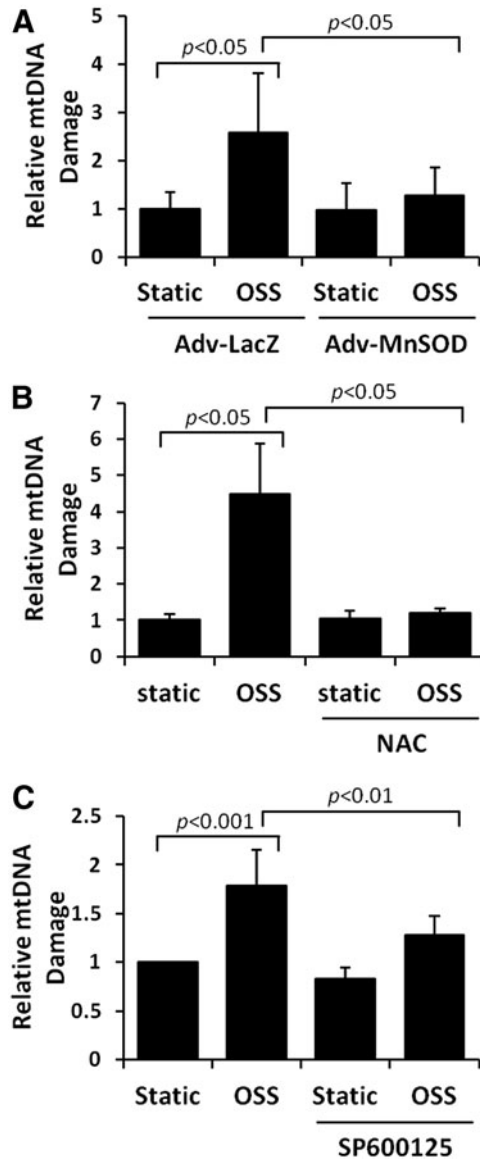 A
Relative mtDNA
Damage
5
4
3
2
1
0
p<0.05
p<0.05
Static OSS Static OSS
Adv-LacZ Adv-MnSOD
B
Relative mtDNA
Damage
7
6
5
4
3
2
1
0
p<0.05
p<0.05
static OSS static OSS
NAC
C
Relative mtDNA
Damage
2.5
2
1.5
1
0.5
0
p<0.01
p<0.001
Static OSS Static OSS
SP600125